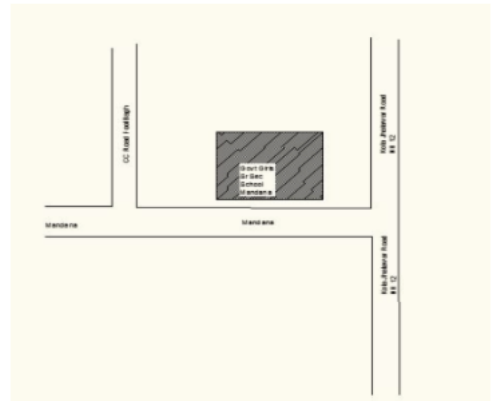 CC Road Foolbagh
Kota Jhalawar Road
NH 12
Govt Girls
Sr Sec
School
Mandana
Mandana
Mandana
Kota Jhalawar Road
NH 12